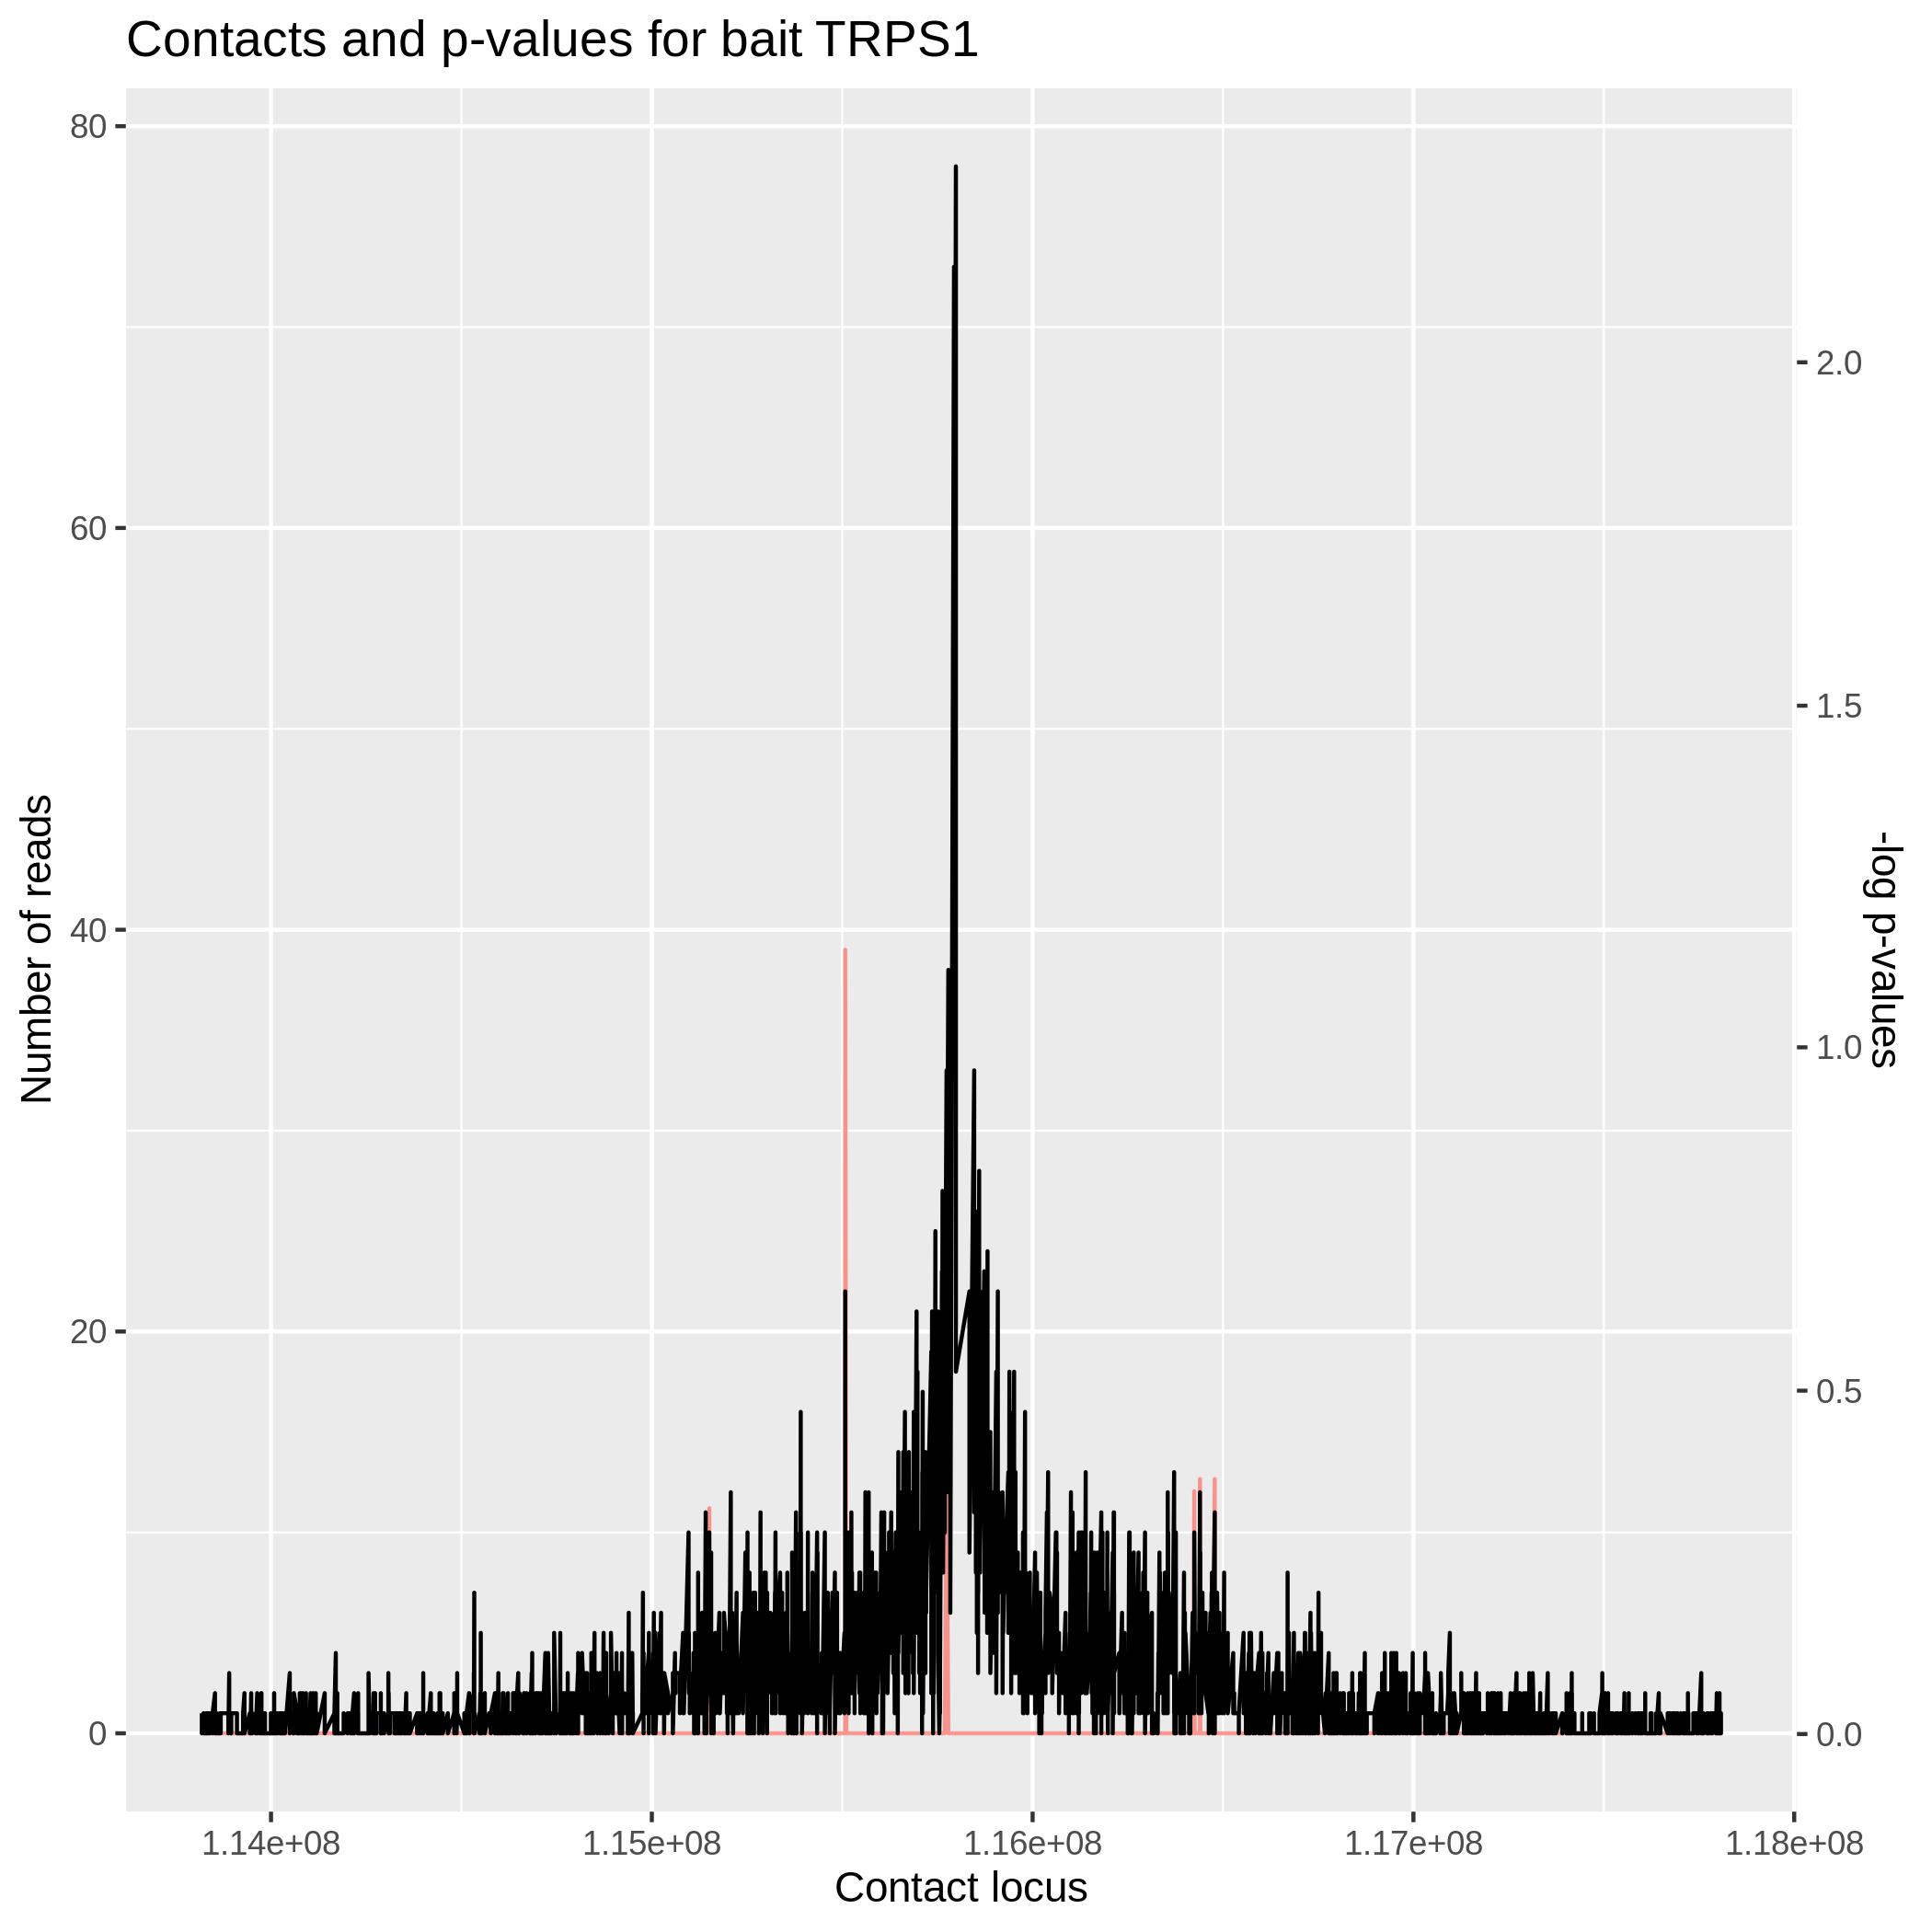 Contacts and p-values for bait TRPS1
80
60
40
20
0
Number of reads
2.0
1.5
1.0
0.5
0.0
-log p-values
1.14e+08
1.15e+08
1.16e+08
1.17e+08
1.18e+08
Contact locus